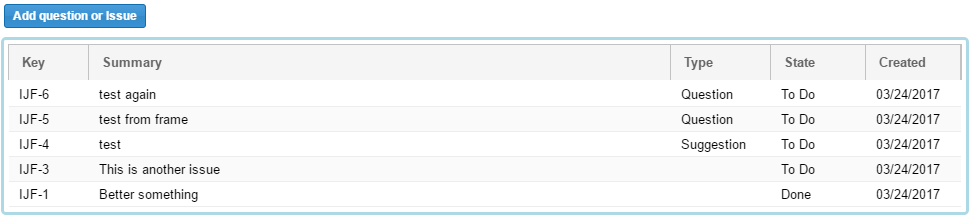 Add question or Issue
Key Summary Type State Created
IJF-6 test again Question To Do 03/24/2017
IJF-5 test from frame Question To Do 03/24/2017
IJF-4 test Suggestion To Do 03/24/2017
IJF-3 This is another issue To Do 03/24/2017
IJF-1 Better something Done 03/24/2017